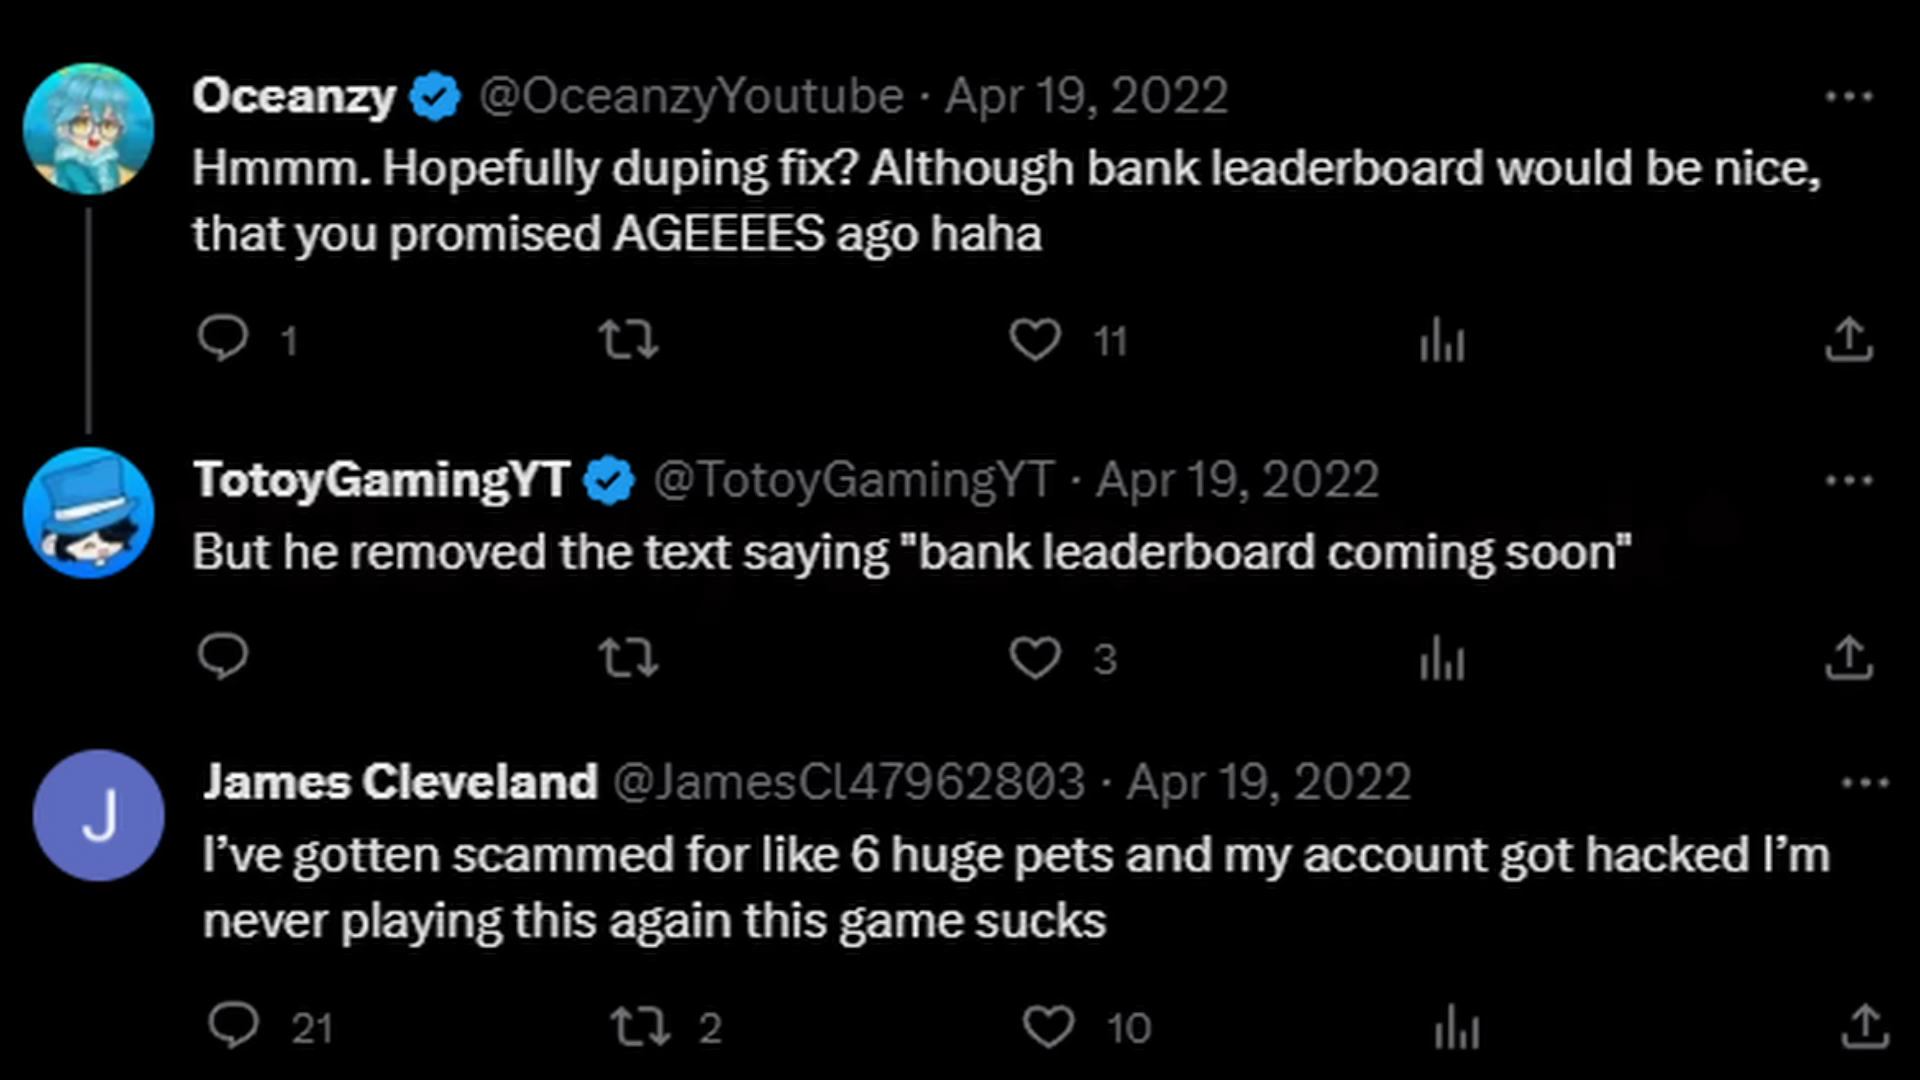 Oceanzy @OceanzyYoutube · Apr 19, 2022
Hmmm. Hopefully duping fix? Although bank leaderboard would be nice,
that you promised AGEEEES ago haha
1 11
TotoyGamingYT @TotoyGamingYT · Apr 19, 2022
But he removed the text saying "bank leaderboard coming soon"
3
J
James Cleveland @JamesCl47962803 · Apr 19, 2022
I’ve gotten scammed for like 6 huge pets and my account got hacked I’m
never playing this again this game sucks
21 2 10